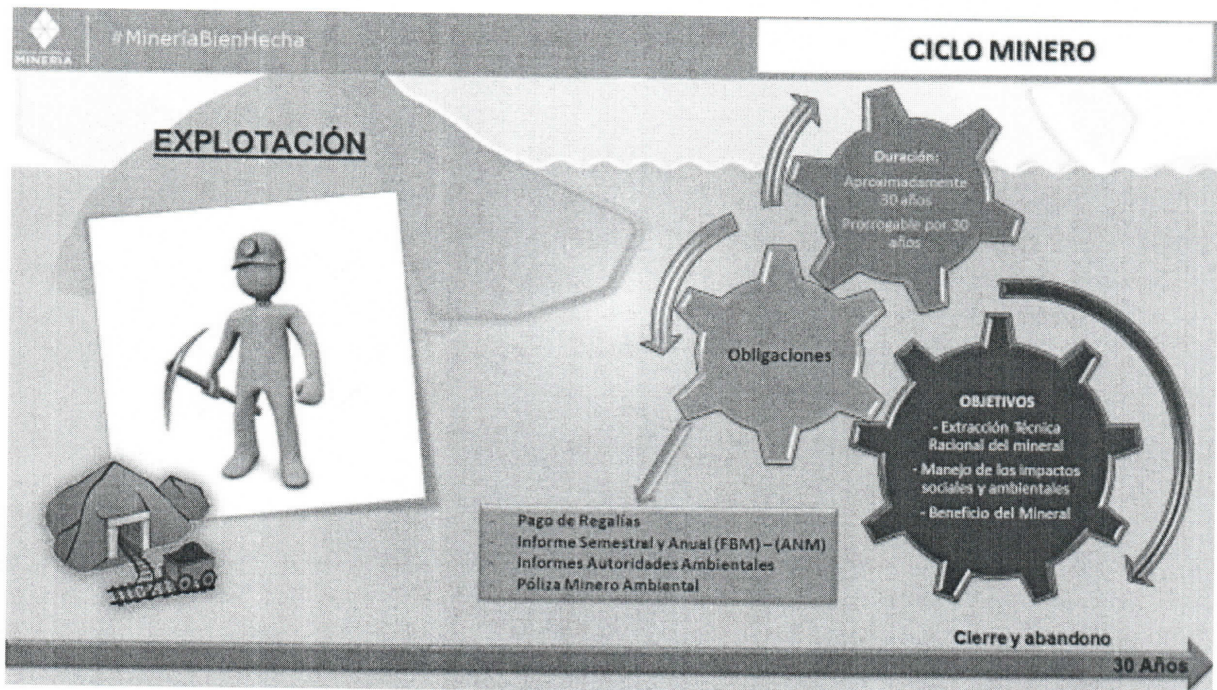 MINERÍA
#MineríaBienHecha
CICLO MINERO
EXPLOTACIÓN
Duración:
Aproximadamente
30 años
Prorrogable por 30
años
Obligaciones
OBJETIVOS
- Extracción Técnica
Racional del mineral
- Manejo de los impactos
sociales y ambientales
- Beneficio del Mineral
- Pago de Regalías
- Informe Semestral y Anual (FBM) – (ANM)
- Informes Autoridades Ambientales
- Póliza Minero Ambiental
Cierre y abandono
30 Años